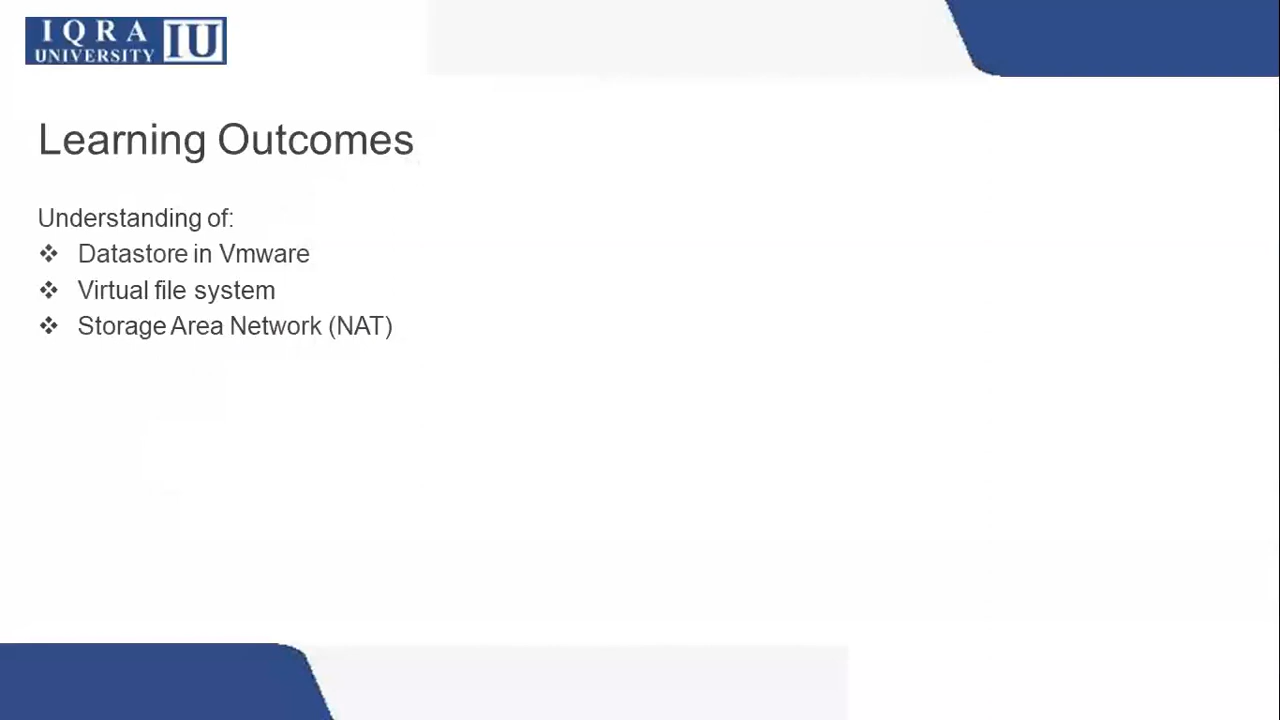 IQRA
UNIVERSITY IU
Learning Outcomes
Understanding of:
❖ Datastore in Vmware
❖ Virtual file system
❖ Storage Area Network (NAT)